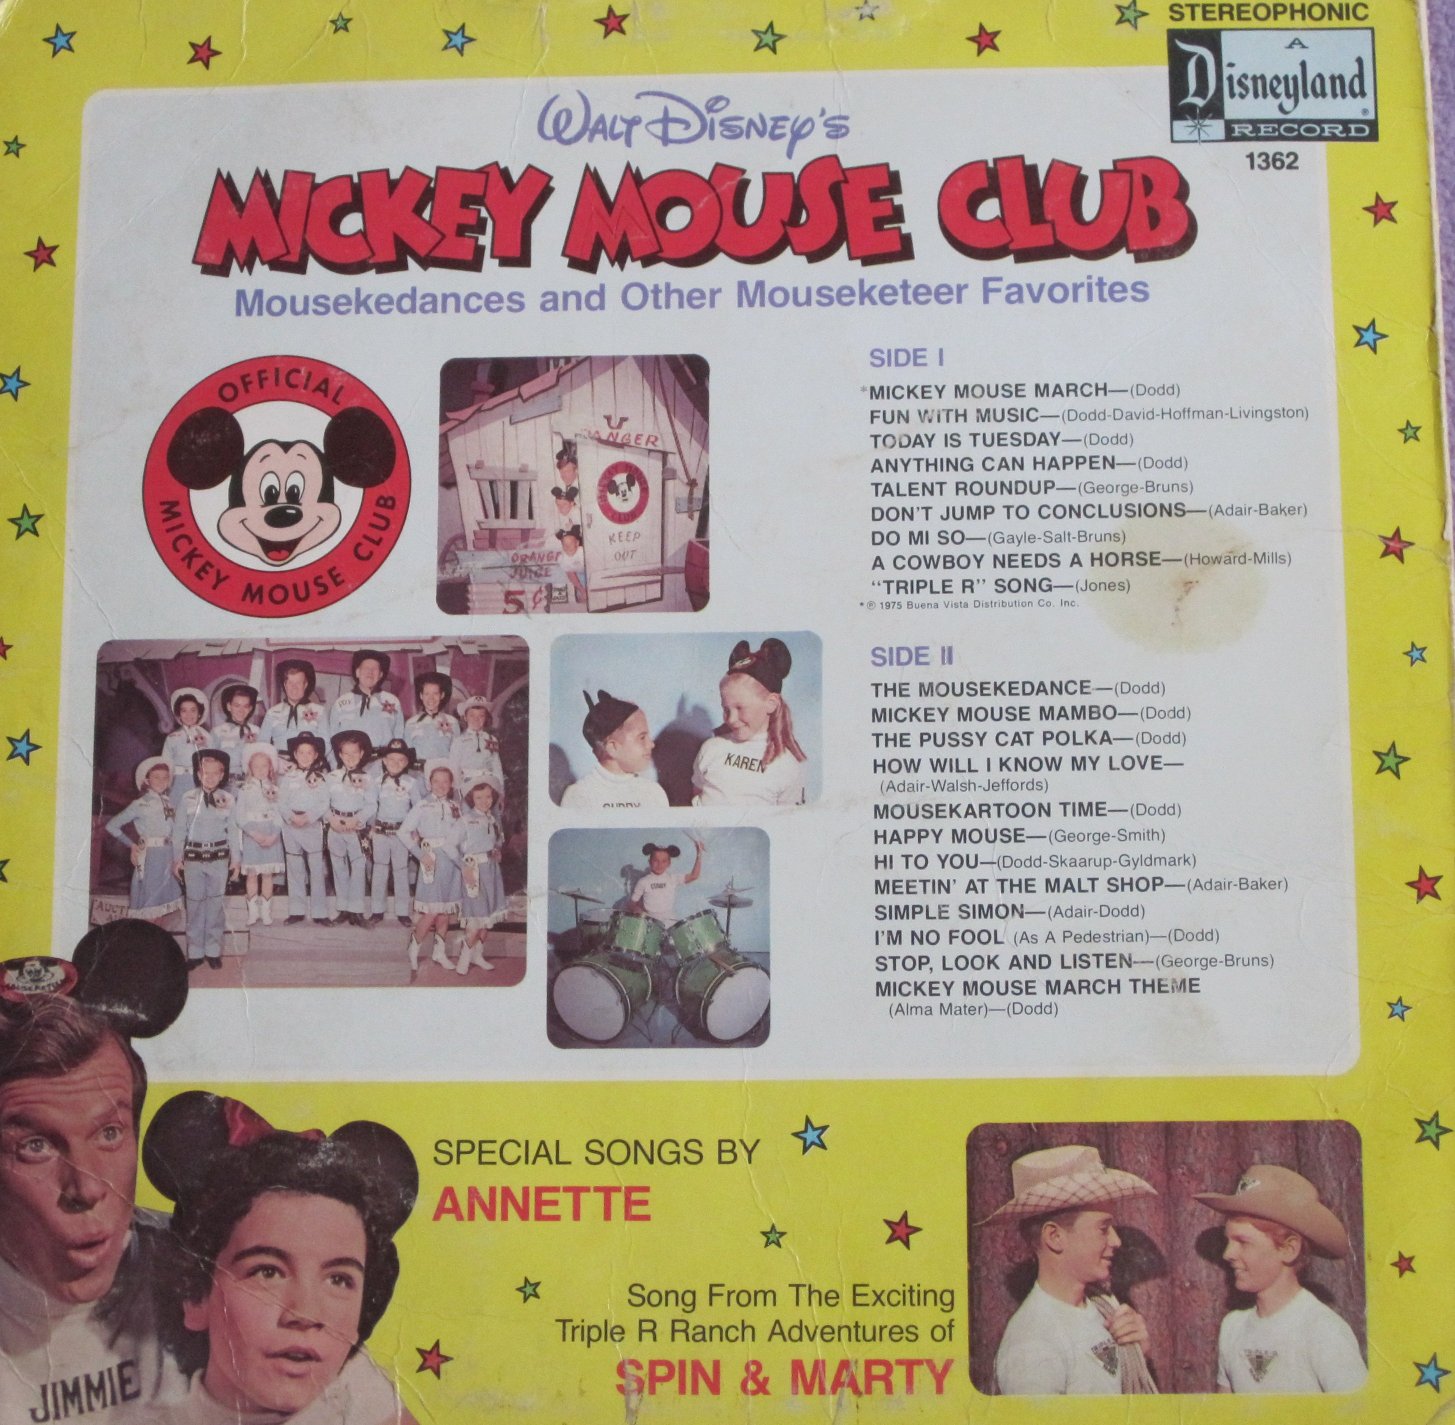 STEREOPHONIC
A
Disneyland
RECORD
1362
WALT DISNEY'S
MICKEY MOUSE CLUB
Mousekedances and Other Mouseketeer Favorites
OFFICIAL
MICKEY MOUSE CLUB
DANGER
KEEP
OUT
ORANGE
JUICE
5¢
SIDE I
*MICKEY MOUSE MARCH—(Dodd)
FUN WITH MUSIC—(Dodd-David-Hoffman-Livingston)
TODAY IS TUESDAY—(Dodd)
ANYTHING CAN HAPPEN—(Dodd)
TALENT ROUNDUP—(George-Bruns)
DON'T JUMP TO CONCLUSIONS—(Adair-Baker)
DO MI SO—(Gayle-Salt-Bruns)
A COWBOY NEEDS A HORSE—(Howard-Mills)
"TRIPLE R" SONG—(Jones)
*℗ 1975 Buena Vista Distribution Co. Inc.
KAREN
CUBBY
SIDE II
THE MOUSEKEDANCE—(Dodd)
MICKEY MOUSE MAMBO—(Dodd)
THE PUSSY CAT POLKA—(Dodd)
HOW WILL I KNOW MY LOVE—
(Adair-Walsh-Jeffords)
MOUSEKARTOON TIME—(Dodd)
HAPPY MOUSE—(George-Smith)
HI TO YOU—(Dodd-Skaarup-Gyldmark)
MEETIN' AT THE MALT SHOP—(Adair-Baker)
SIMPLE SIMON—(Adair-Dodd)
I'M NO FOOL (As A Pedestrian)—(Dodd)
STOP, LOOK AND LISTEN—(George-Bruns)
MICKEY MOUSE MARCH THEME
(Alma Mater)—(Dodd)
SPECIAL SONGS BY
ANNETTE
JIMMIE
Song From The Exciting
Triple R Ranch Adventures of
SPIN & MARTY